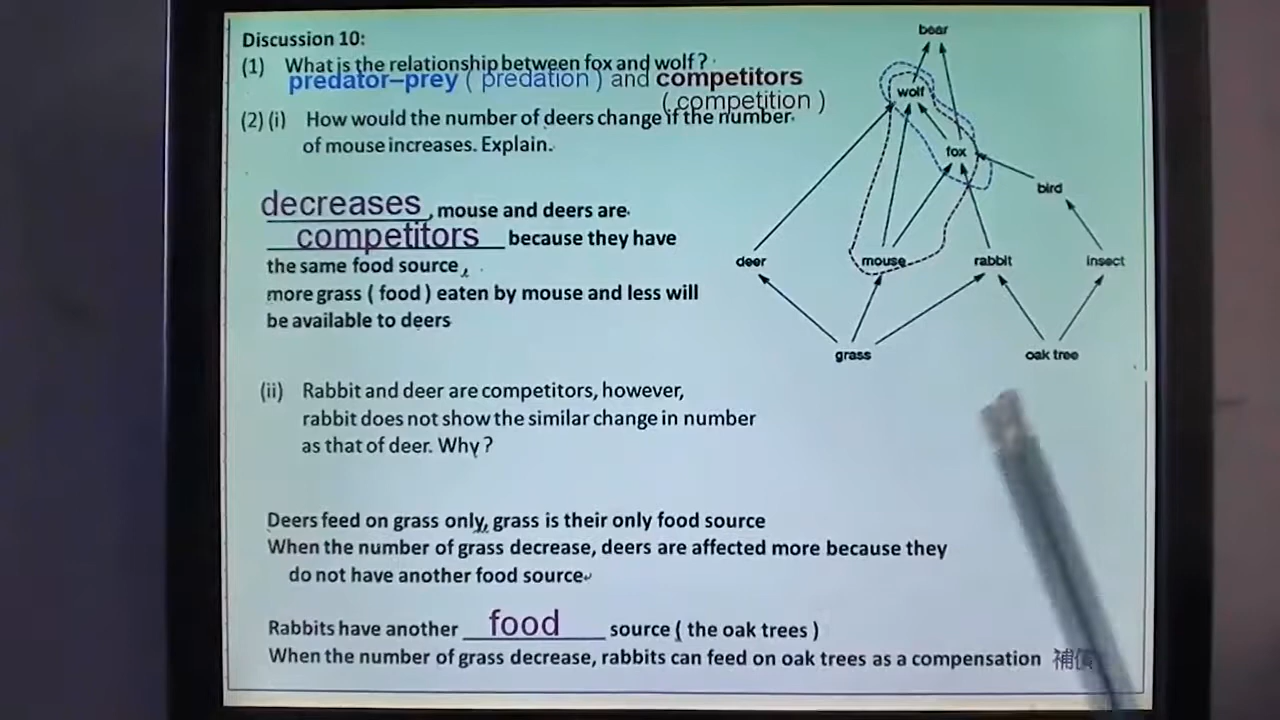 Discussion 10:
(1) What is the relationship between fox and wolf?
predator–prey ( predation ) and competitors
( competition )
(2) (i) How would the number of deers change if the number
of mouse increases. Explain.
decreases, mouse and deers are
competitors because they have
the same food source,
more grass ( food ) eaten by mouse and less will
be available to deers
(ii) Rabbit and deer are competitors, however,
rabbit does not show the similar change in number
as that of deer. Why?
Deers feed on grass only, grass is their only food source
When the number of grass decrease, deers are affected more because they
do not have another food source
Rabbits have another food source ( the oak trees )
When the number of grass decrease, rabbits can feed on oak trees as a compensation 補償
bear
wolf
fox
bird
deer mouse rabbit insect
grass oak tree